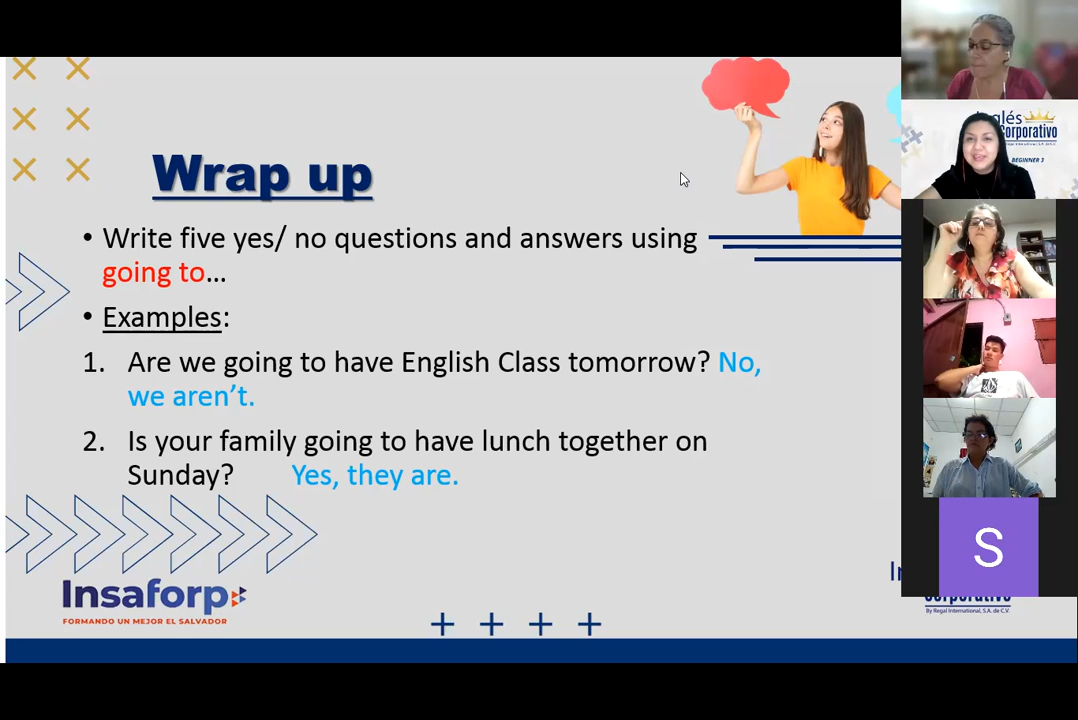 Wrap up
• Write five yes/ no questions and answers using
going to…
• Examples:
1. Are we going to have English Class tomorrow? No,
we aren't.
2. Is your family going to have lunch together on
Sunday? Yes, they are.
Insaforp
FORMANDO UN MEJOR EL SALVADOR
Corporativo
By Regal International, S.A. de C.V.
Inglés
Corporativo
BEGINNER 3
S